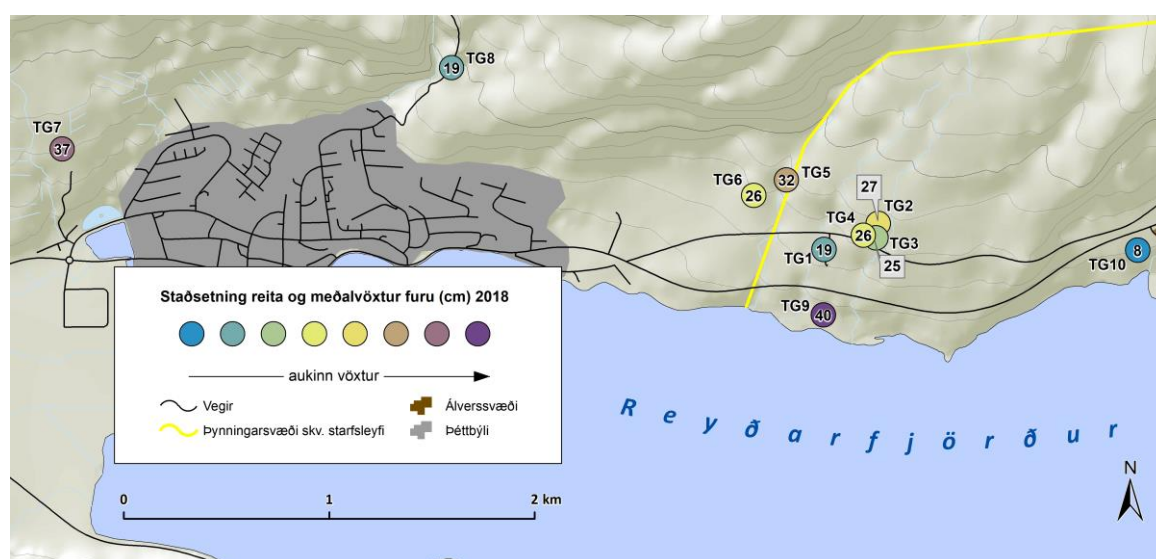 19 TG8
TG7
37
TG6
26
32 TG5
27
TG2
TG4
26
TG3
TG1 19
25
TG10 8
TG9
40
Staðsetning reita og meðalvöxtur furu (cm) 2018
aukinn vöxtur
Vegir
Álverssvæði
Þynningarsvæði skv. starfsleyfi
Þéttbýli
Reyðarfjörður
0 1 2 km
N